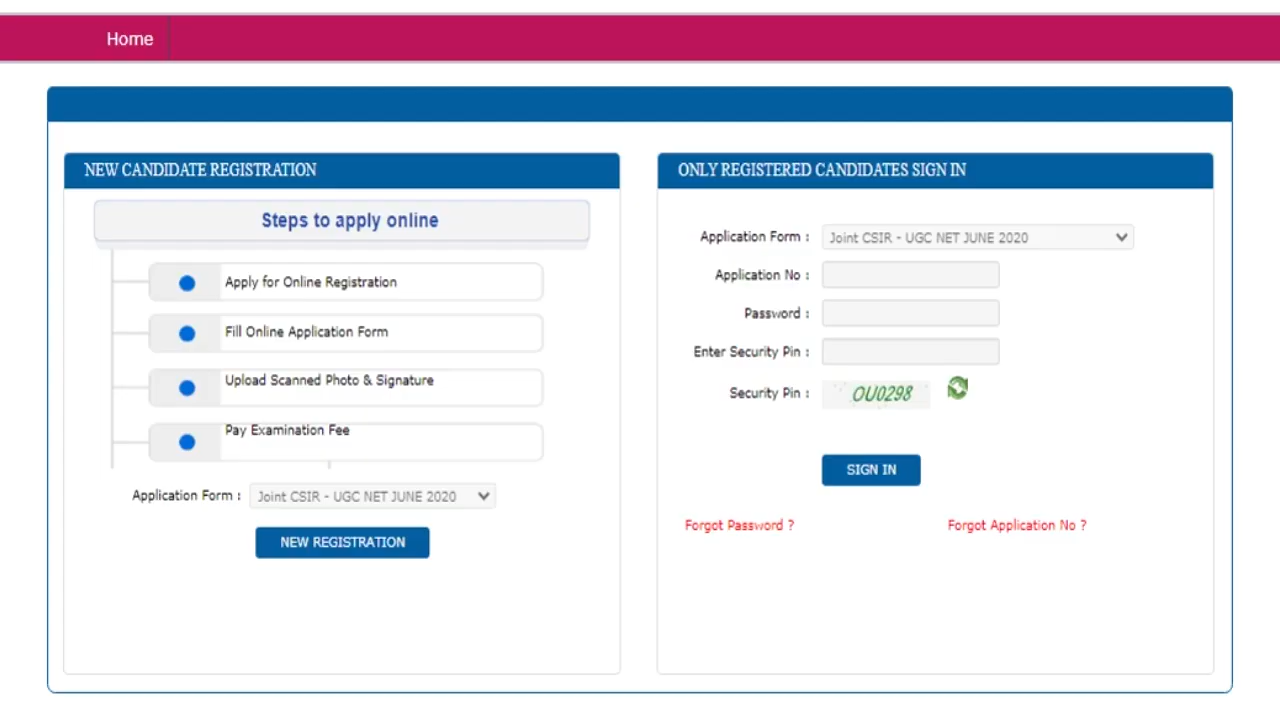 Home
NEW CANDIDATE REGISTRATION
Steps to apply online
Apply for Online Registration
Fill Online Application Form
Upload Scanned Photo & Signature
Pay Examination Fee
Application Form : Joint CSIR - UGC NET JUNE 2020
NEW REGISTRATION
ONLY REGISTERED CANDIDATES SIGN IN
Application Form : Joint CSIR - UGC NET JUNE 2020
Application No :
Password :
Enter Security Pin :
Security Pin : OU0298
SIGN IN
Forgot Password ? Forgot Application No ?